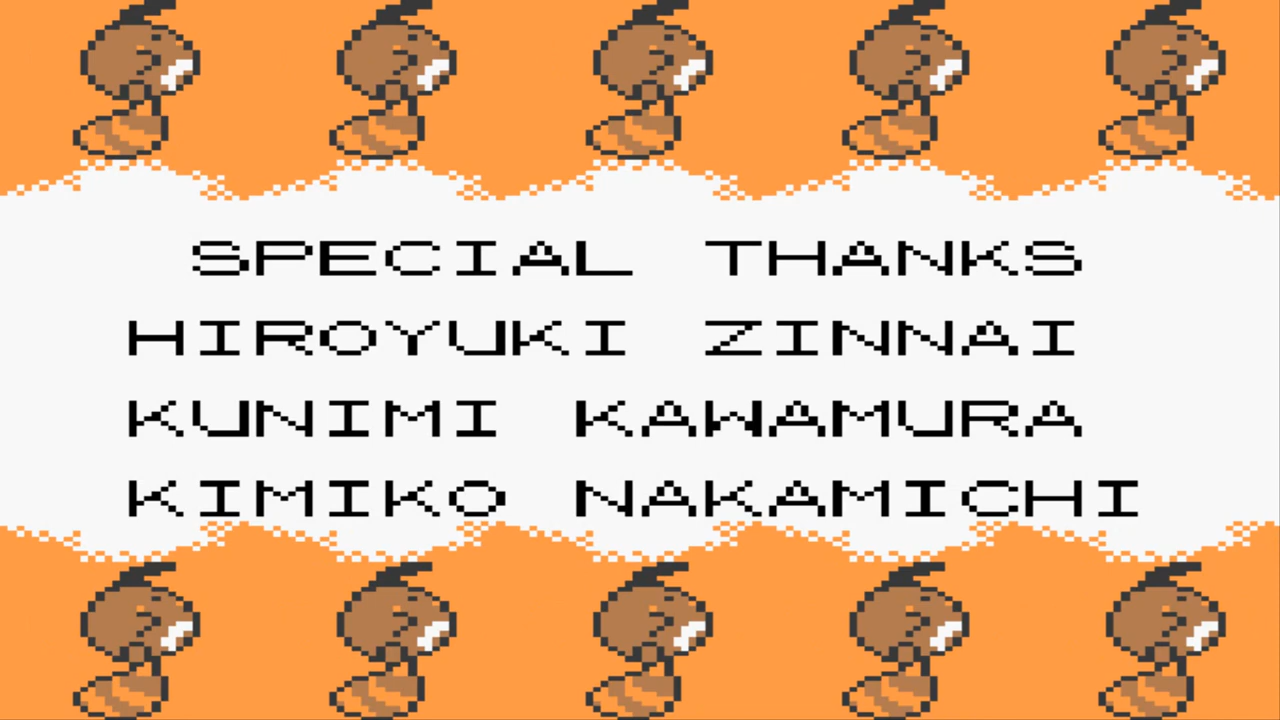 SPECIAL THANKS
HIROYUKI ZINNAI
KUNIMI KAWAMURA
KIMIKO NAKAMICHI